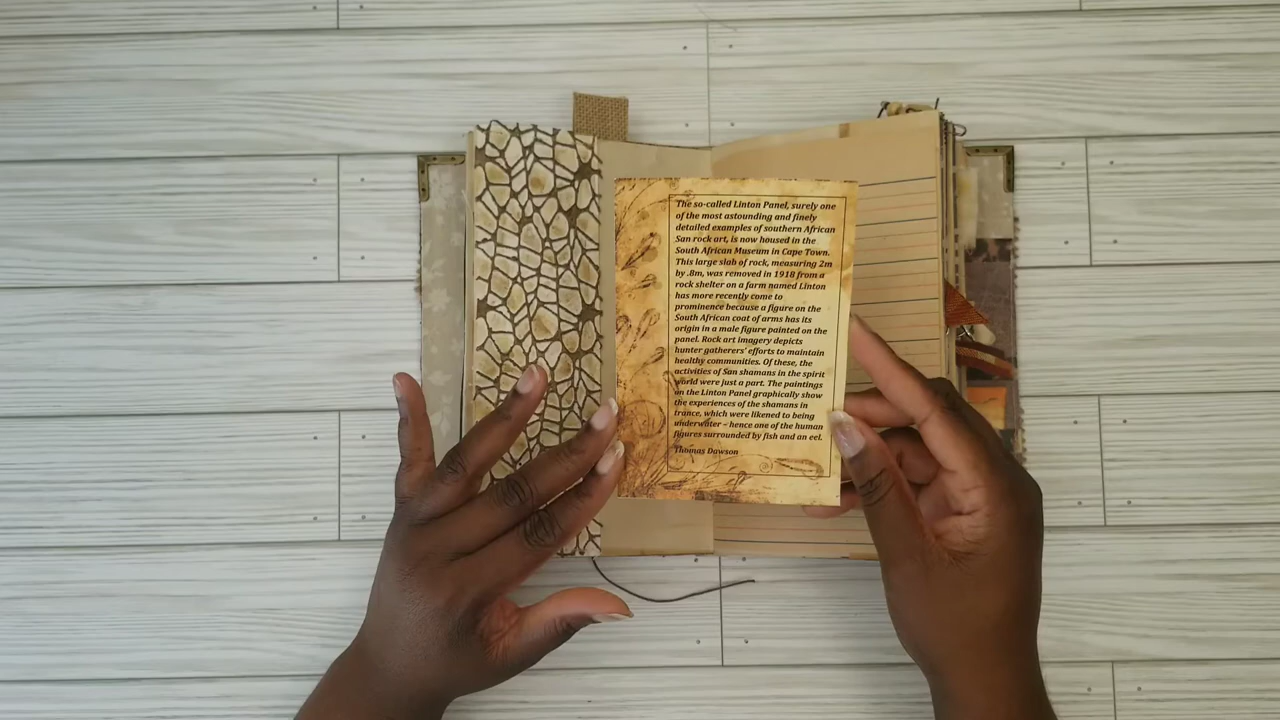 The so-called Linton Panel, surely one
of the most astounding and finely
detailed examples of southern African
San rock art, is now housed in the
South African Museum in Cape Town.
This large slab of rock, measuring 2m
by .8m, was removed in 1918 from a
rock shelter on a farm named Linton
has more recently come to
prominence because a figure on the
South African coat of arms has its
origin in a male figure painted on the
panel. Rock art imagery depicts
hunter gatherers' efforts to maintain
healthy communities. Of these, the
activities of San shamans in the spirit
world were just a part. The paintings
on the Linton Panel graphically show
the experiences of the shamans in
trance, which were likened to being
underwater – hence one of the human
figures surrounded by fish and an eel.
Thomas Dawson